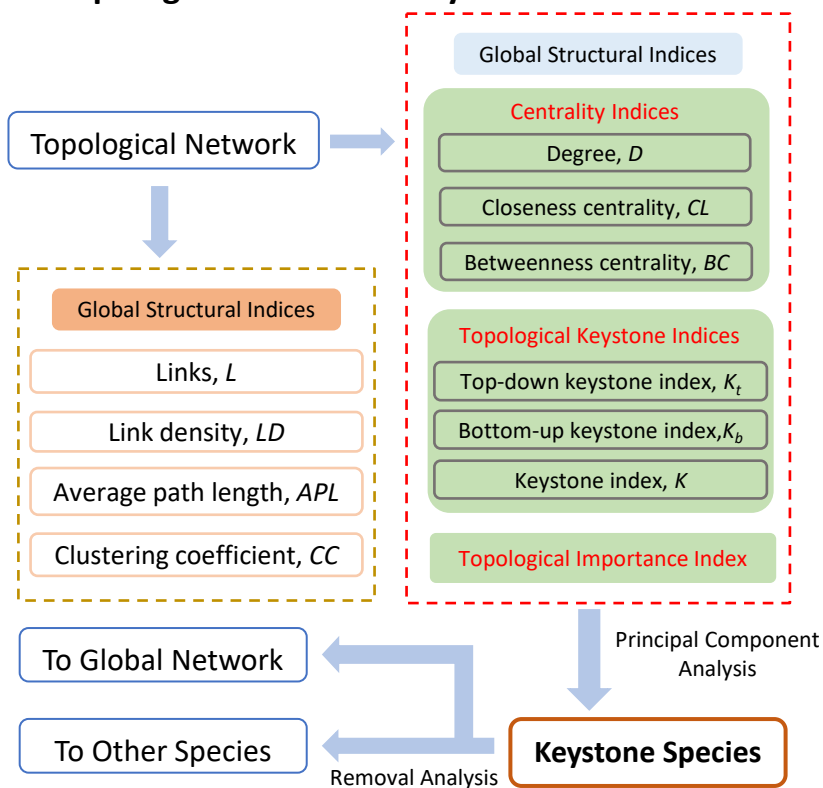 Topological Network
Global Structural Indices
Centrality Indices
Degree, D
Closeness centrality, CL
Betweenness centrality, BC
Topological Keystone Indices
Top-down keystone index, Kt
Bottom-up keystone index,Kb
Keystone index, K
Topological Importance Index
Global Structural Indices
Links, L
Link density, LD
Average path length, APL
Clustering coefficient, CC
Principal Component
Analysis
Keystone Species
Removal Analysis
To Global Network
To Other Species